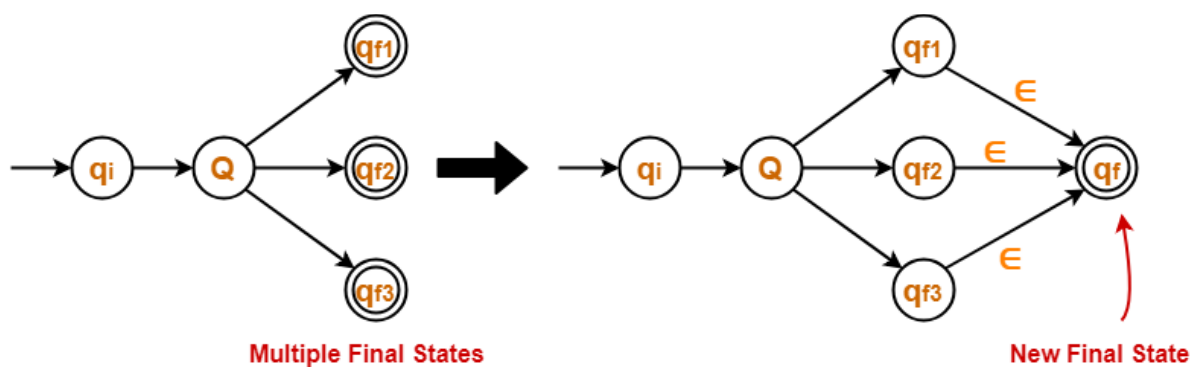 qf1
qi Q qf2
qf3
Multiple Final States
qf1
∈
qi Q qf2 ∈ qf
∈
qf3
New Final State